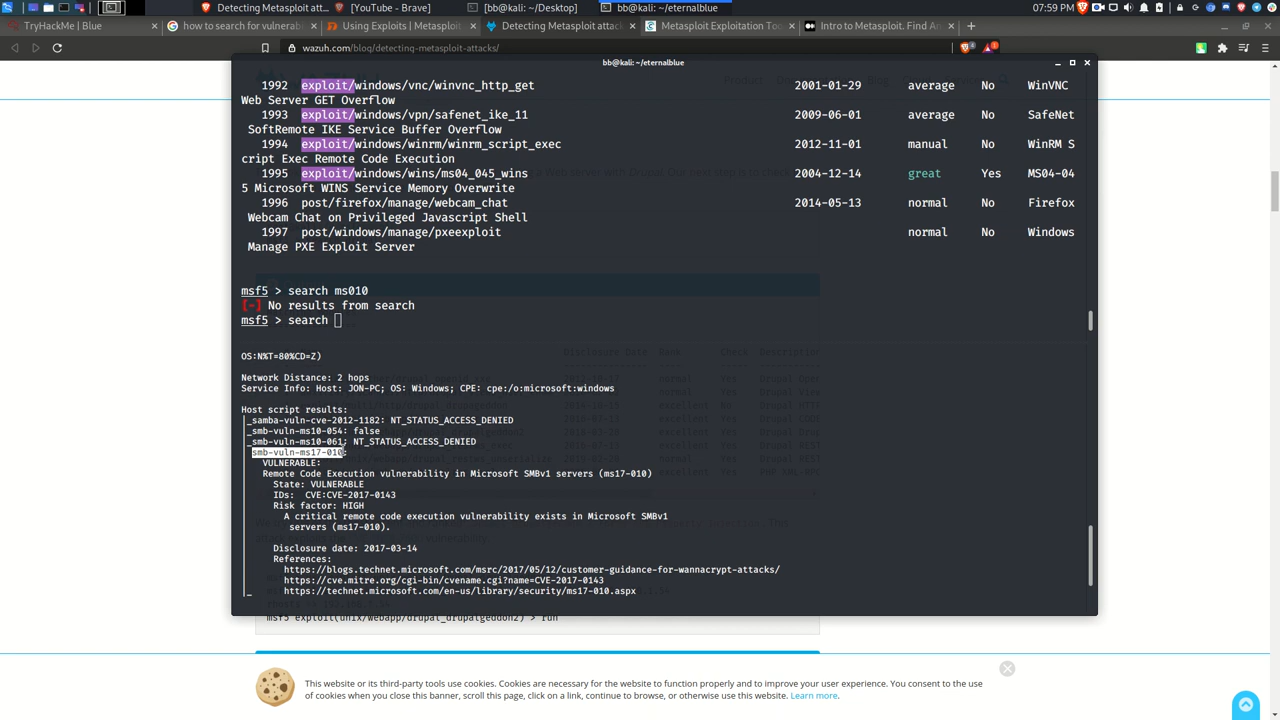 Detecting Metasploit att...
[YouTube - Brave]
[bb@kali: ~/Desktop]
bb@kali: ~/eternalblue
07:59 PM
TryHackMe | Blue
how to search for vulnerabi
Using Exploits | Metasploit
Detecting Metasploit attack
Metasploit Exploitation Too
Intro to Metasploit. Find An
wazuh.com/blog/detecting-metasploit-attacks/
bb@kali: ~/eternalblue
1992 exploit/windows/vnc/winvnc_http_get 2001-01-29 average No WinVNC
Web Server GET Overflow
1993 exploit/windows/vpn/safenet_ike_11 2009-06-01 average No SafeNet
SoftRemote IKE Service Buffer Overflow
1994 exploit/windows/winrm/winrm_script_exec 2012-11-01 manual No WinRM S
cript Exec Remote Code Execution
1995 exploit/windows/wins/ms04_045_wins 2004-12-14 great Yes MS04-04
5 Microsoft WINS Service Memory Overwrite
1996 post/firefox/manage/webcam_chat 2014-05-13 normal No Firefox
Webcam Chat on Privileged Javascript Shell
1997 post/windows/manage/pxeexploit normal No Windows
Manage PXE Exploit Server
msf5 > search ms010
[-] No results from search
msf5 > search
OS:N%T=80%CD=Z)
Network Distance: 2 hops
Service Info: Host: JON-PC; OS: Windows; CPE: cpe:/o:microsoft:windows
Host script results:
|_samba-vuln-cve-2012-1182: NT_STATUS_ACCESS_DENIED
|_smb-vuln-ms10-054: false
|_smb-vuln-ms10-061: NT_STATUS_ACCESS_DENIED
| smb-vuln-ms17-010:
| VULNERABLE:
| Remote Code Execution vulnerability in Microsoft SMBv1 servers (ms17-010)
| State: VULNERABLE
| IDs: CVE:CVE-2017-0143
| Risk factor: HIGH
| A critical remote code execution vulnerability exists in Microsoft SMBv1
| servers (ms17-010).
|
| Disclosure date: 2017-03-14
| References:
| https://blogs.technet.microsoft.com/msrc/2017/05/12/customer-guidance-for-wannacrypt-attacks/
| https://cve.mitre.org/cgi-bin/cvename.cgi?name=CVE-2017-0143
|_ https://technet.microsoft.com/en-us/library/security/ms17-010.aspx
msf5 exploit(unix/webapp/drupal_drupalgeddon2) > run
This website or its third-party tools use cookies. Cookies are necessary for the website to function properly and to improve your user experience. You consent to the use
of cookies when you close this banner, scroll this page, click on a link, continue to browse, or otherwise use this website. Learn more.